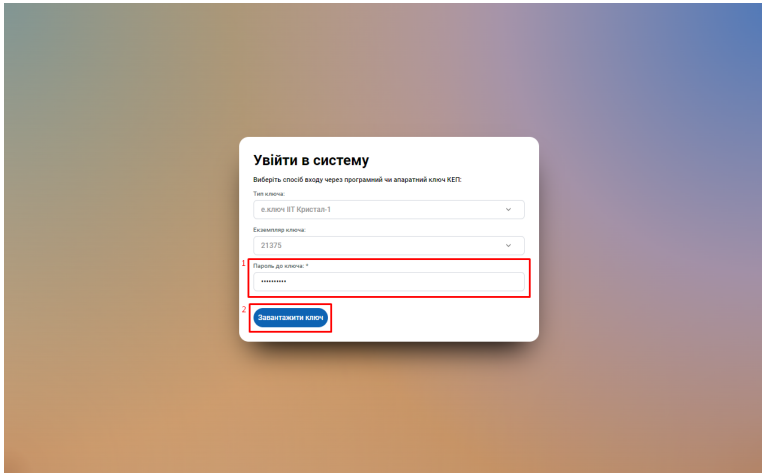 Увійти в систему
Виберіть спосіб входу через програмний чи апаратний ключ КЕП:
Тип ключа:
е.ключ ІІТ Кристал-1
Екземпляр ключа:
21375
1
Пароль до ключа: *
••••••••••
2
Завантажити ключ